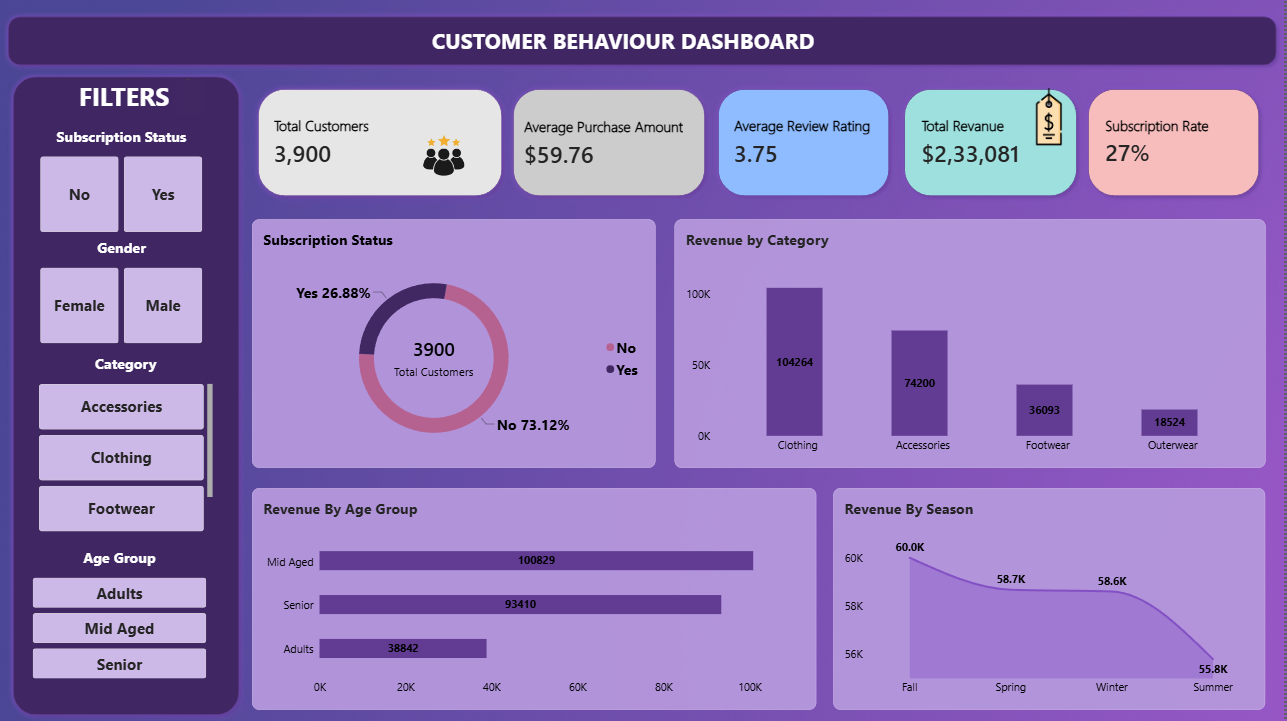 CUSTOMER BEHAVIOUR DASHBOARD
FILTERS
Subscription Status
No
Yes
Gender
Female
Male
Category
Accessories
Clothing
Footwear
Age Group
Adults
Mid Aged
Senior
Total Customers
3,900
Average Purchase Amount
$59.76
Average Review Rating
3.75
Total Revanue
$2,33,081
$
Subscription Rate
27%
Subscription Status
Yes 26.88%
3900
Total Customers
No 73.12%
No
Yes
Revenue by Category
100K
50K
0K
104264
74200
36093
18524
Clothing
Accessories
Footwear
Outerwear
Revenue By Age Group
Mid Aged
100829
Senior
93410
Adults
38842
0K
20K
40K
60K
80K
100K
Revenue By Season
60K
58K
56K
60.0K
58.7K
58.6K
55.8K
Fall
Spring
Winter
Summer